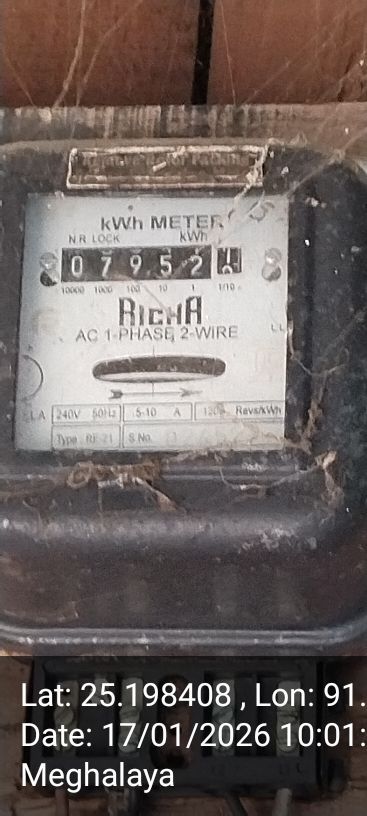 kWh METER
N.R. LOCK kWh
0 7 9 5 2
10000 1000 100 10 1 1/10
RICHA
AC 1-PHASE 2-WIRE
240V 50Hz 5-10 A Revs/kWh
Type S No.
Lat: 25.198408 , Lon: 91.
Date: 17/01/2026 10:01:
Meghalaya